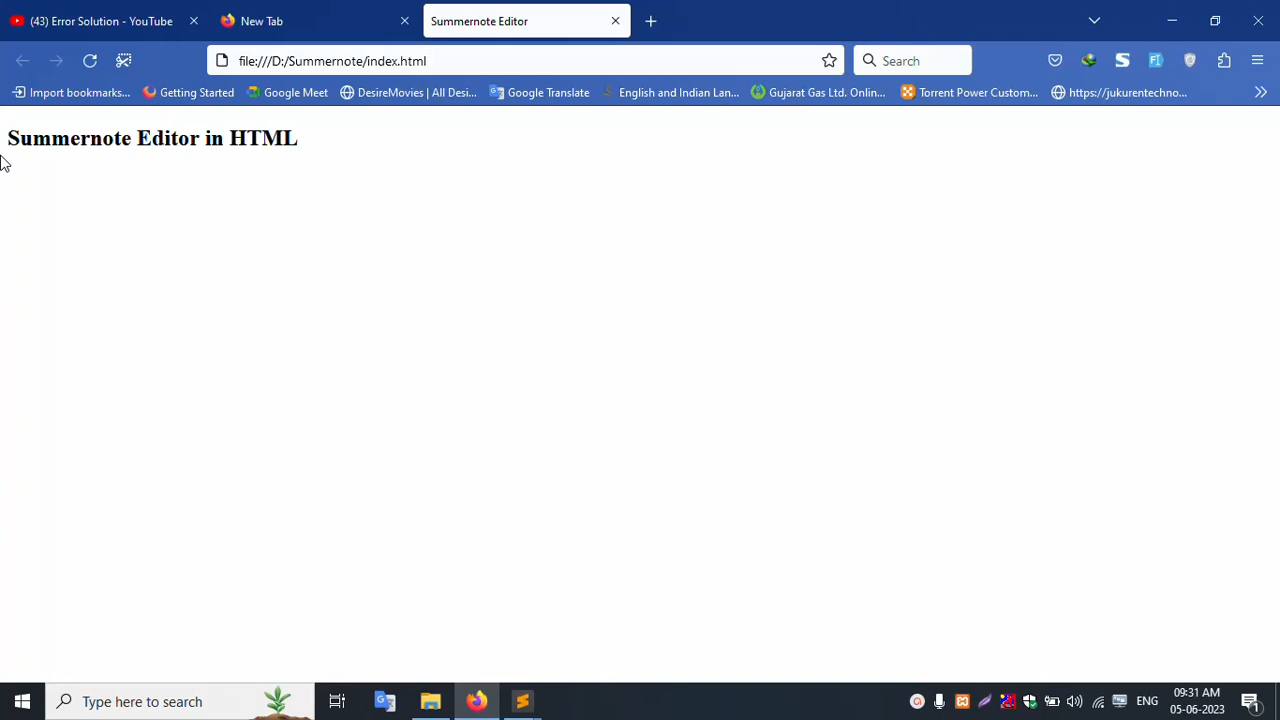 (43) Error Solution - YouTube
New Tab
Summernote Editor
file:///D:/Summernote/index.html
Search
Import bookmarks...
Getting Started
Google Meet
DesireMovies | All Desi...
Google Translate
English and Indian Lan...
Gujarat Gas Ltd. Onlin...
Torrent Power Custom...
https://jukurentechno...
Summernote Editor in HTML
Type here to search
ENG
09:31 AM
05-06-2023
1